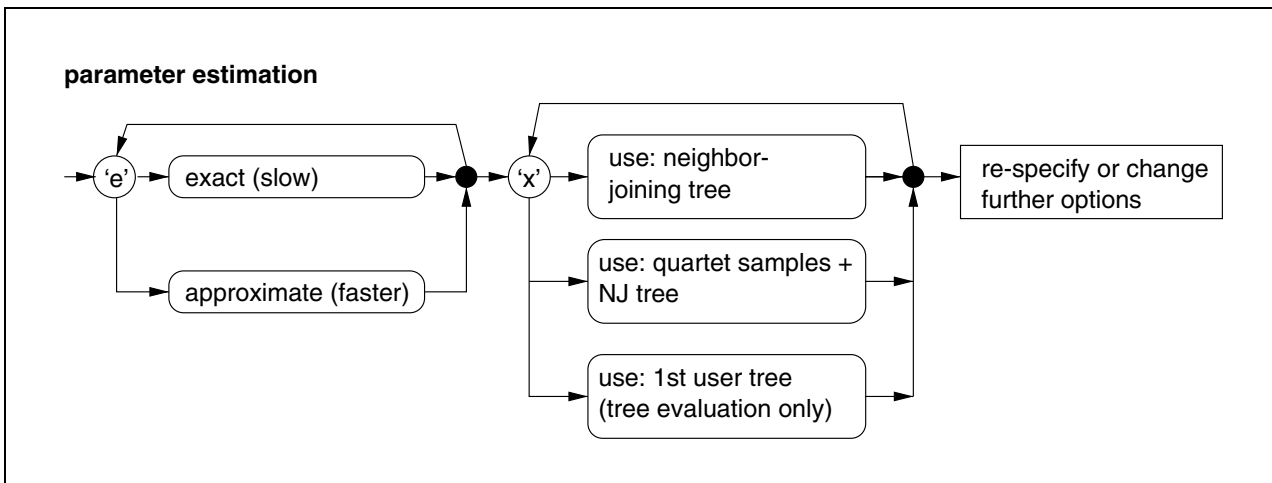 parameter estimation
‘e’
exact (slow)
approximate (faster)
‘x’
use: neighbor-
joining tree
use: quartet samples +
NJ tree
use: 1st user tree
(tree evaluation only)
re-specify or change
further options